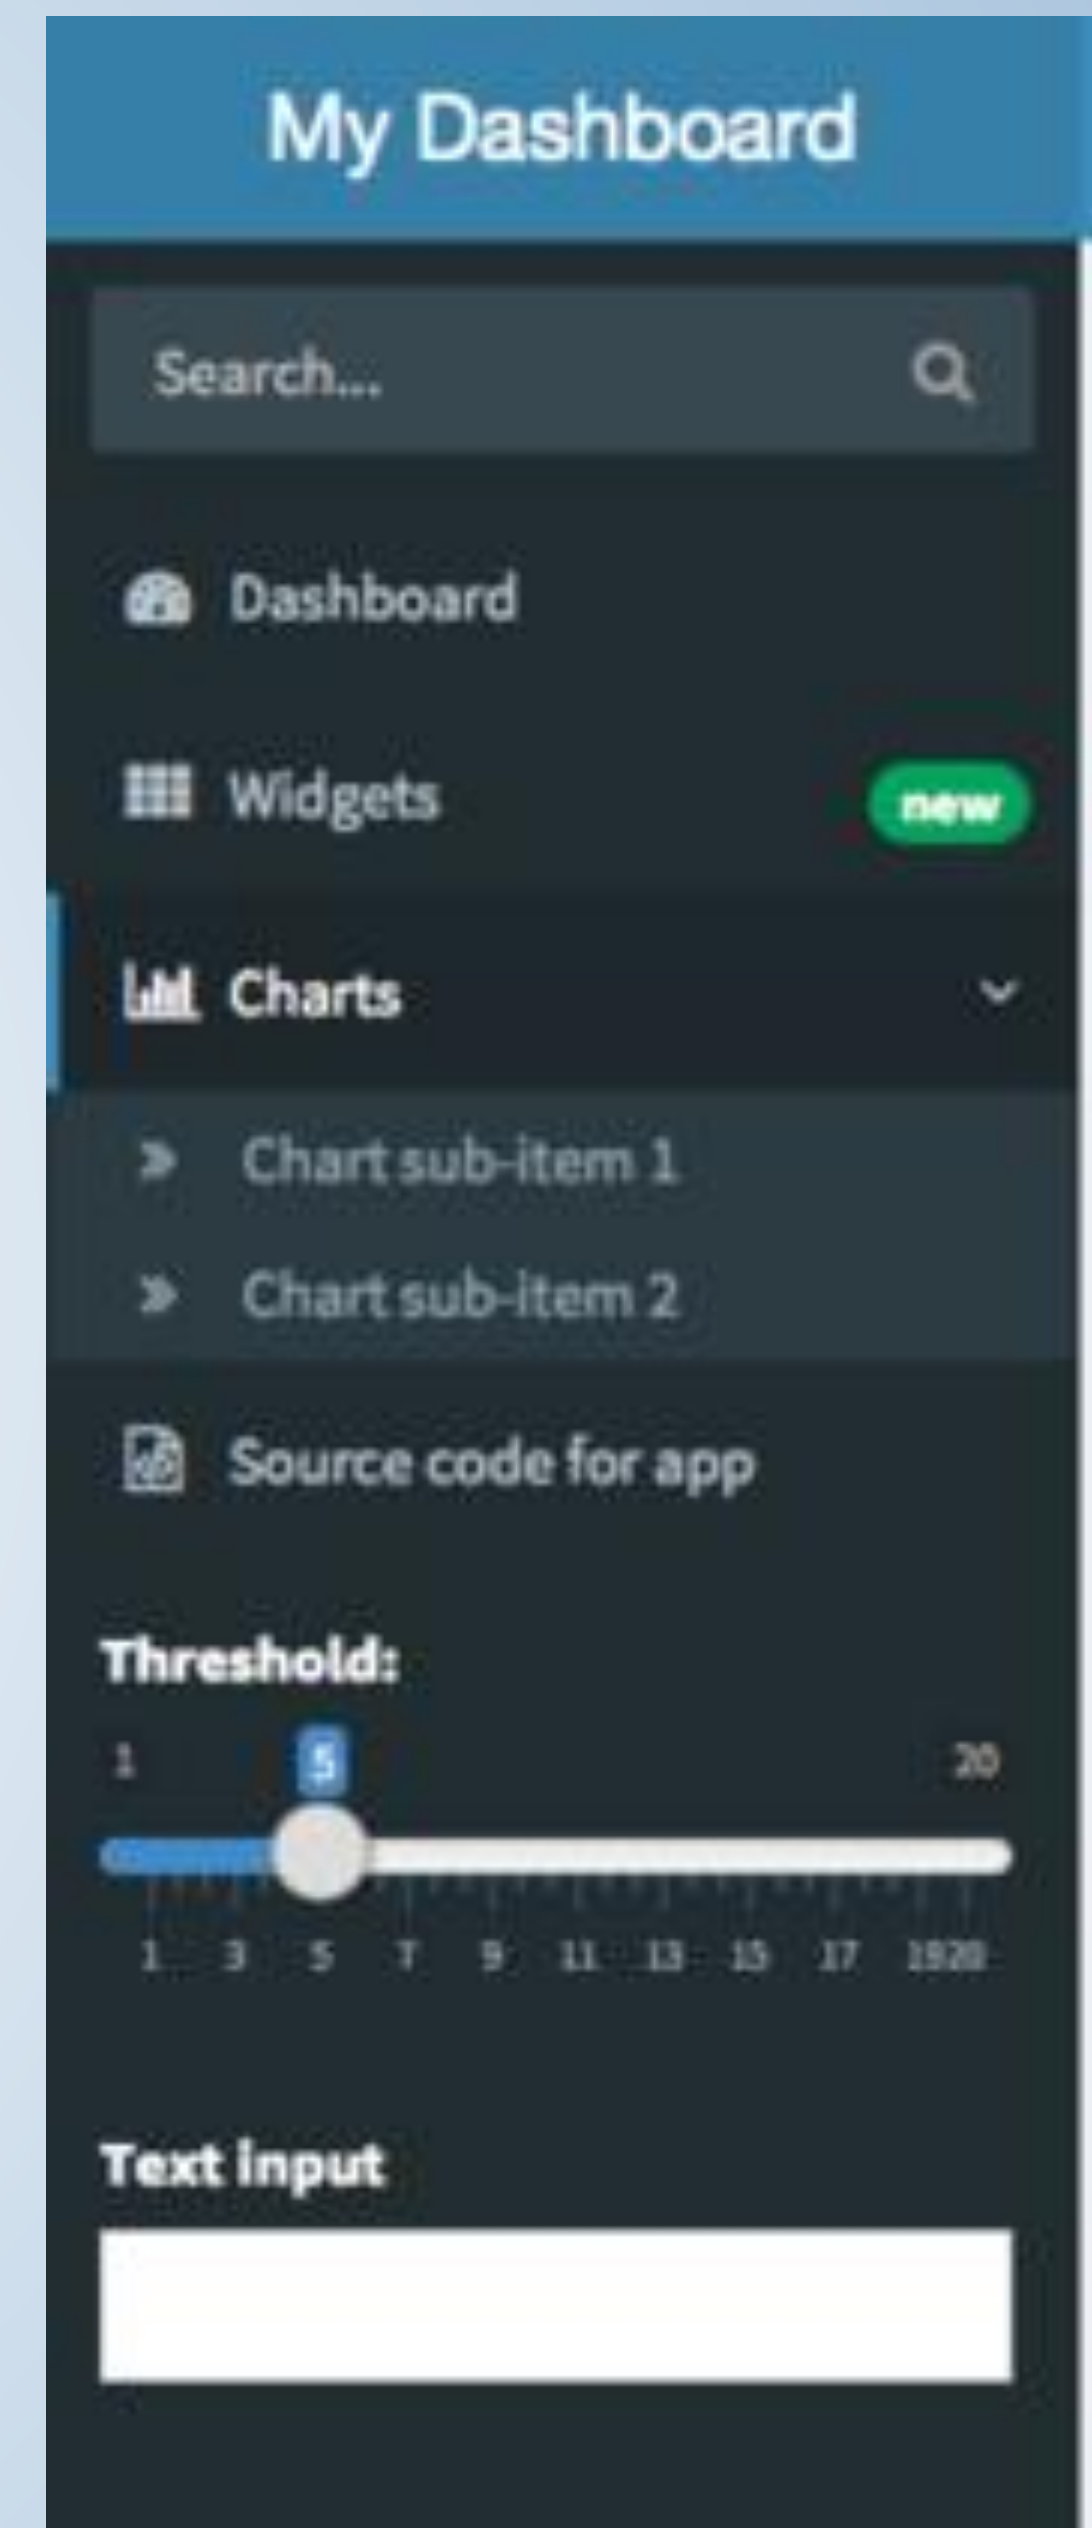 My Dashboard
Search...
Dashboard
Widgets new
Charts
Chart sub-item 1
Chart sub-item 2
Source code for app
Threshold:
1 5 20
1 3 5 7 9 11 13 15 17 19 20
Text input